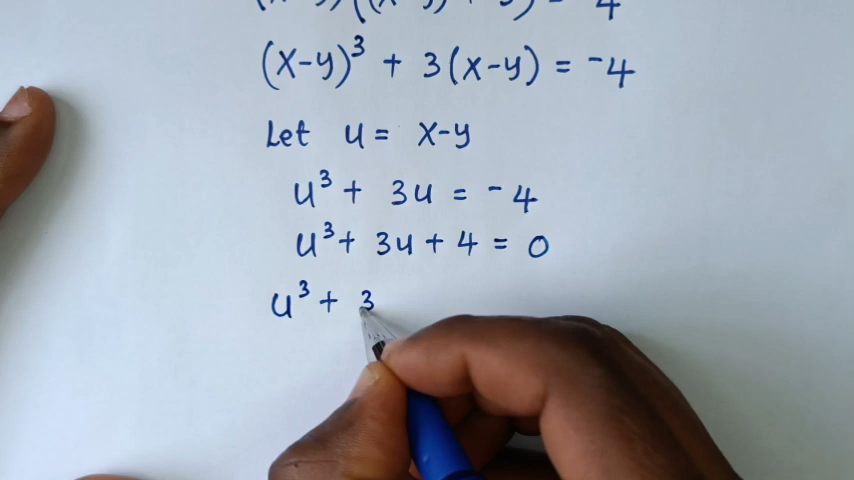 (x-y)³ + 3(x-y) = -4
Let u = x-y
u³ + 3u = -4
u³ + 3u + 4 = 0
u³ + 3